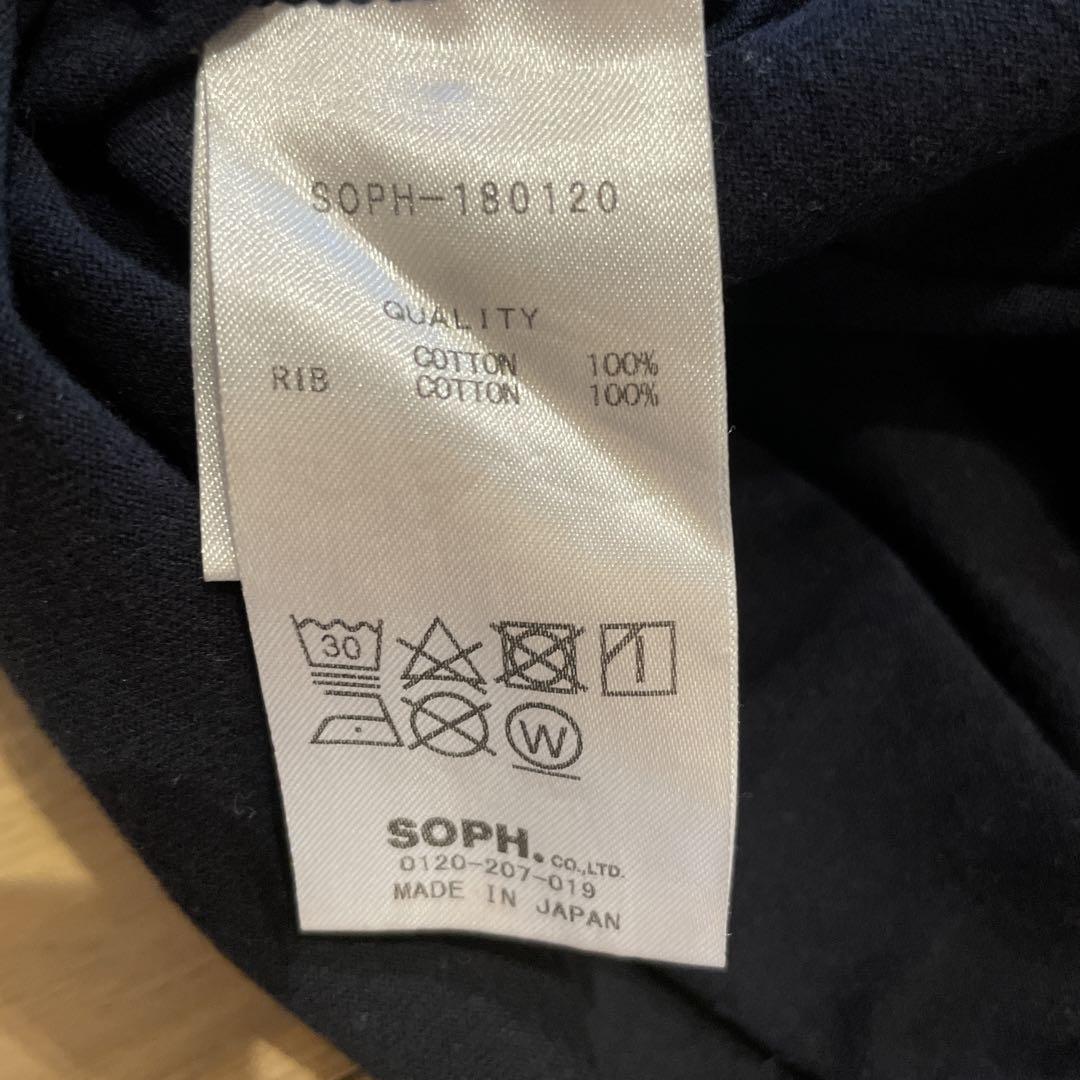 SOPH-180120
QUALITY
COTTON 100%
RIB COTTON 100%
30
W
SOPH. CO.,LTD.
0120-207-019
MADE IN JAPAN